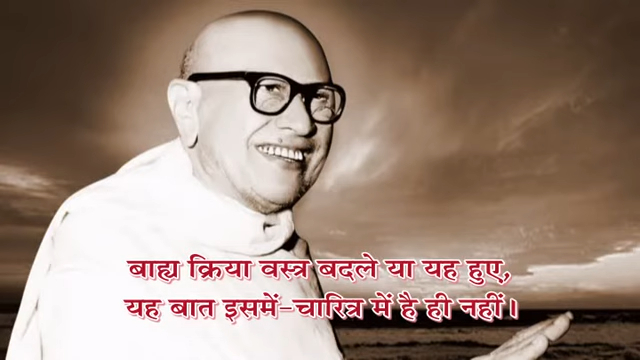 बाह्य क्रिया वस्त्र बदले या यह हुए,
यह बात इसमें-चारित्र में है ही नहीं।